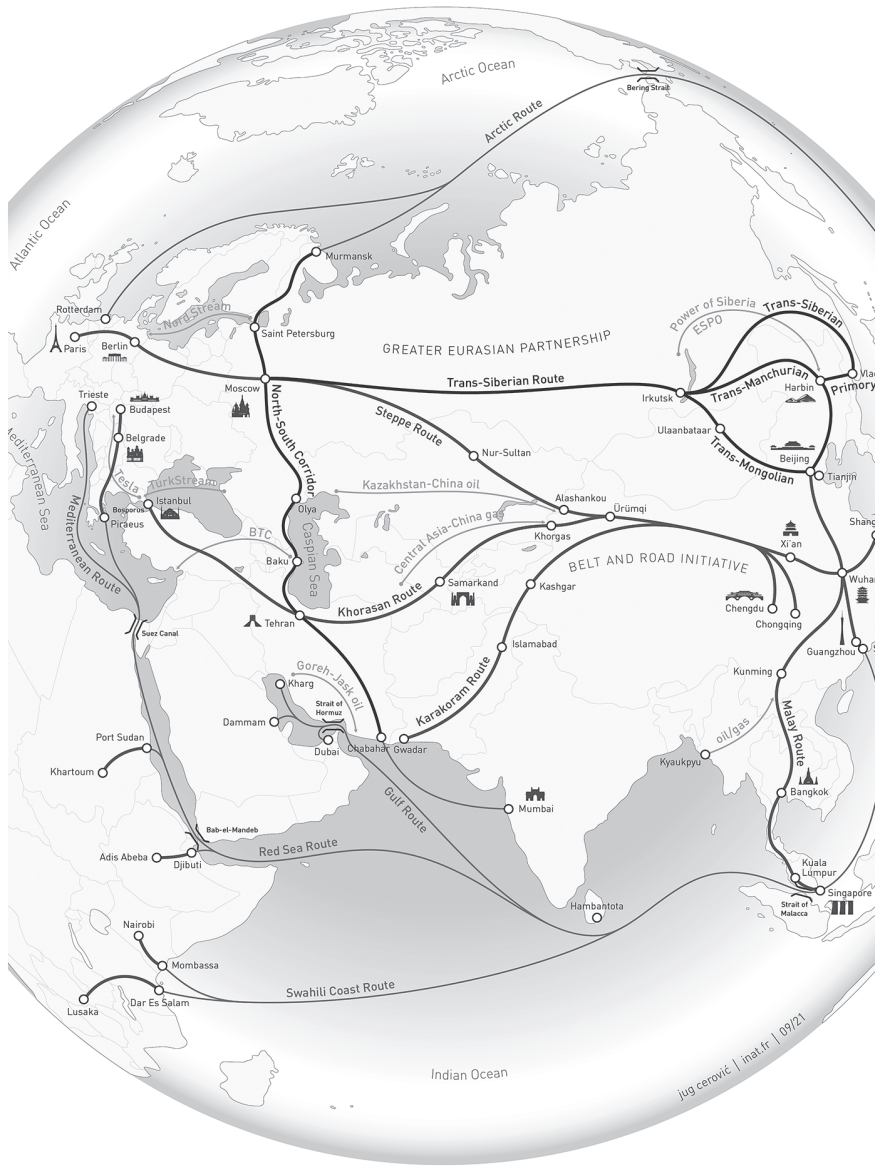 Arctic Ocean
Bering Strait
Arctic Route
Atlantic Ocean
Murmansk
Rotterdam
Nord Stream
Saint Petersburg
Paris
Berlin
GREATER EURASIAN PARTNERSHIP
Power of Siberia
ESPO
Trans-Siberian
Moscow
Trans-Siberian Route
Irkutsk
Trans-Manchurian
Harbin
Vla
Primory
Trieste
Budapest
North-South Corridor
Steppe Route
Ulaanbataar
Belgrade
Mediterranean Sea
Nur-Sultan
Trans-Mongolian
Beijing
Tianjin
Tesla
TurkStream
Kazakhstan-China oil
Bosporus
Istanbul
Piraeus
Olya
Alashankou
Ürümqi
Khorgas
Shang
Mediterranean Route
BTC
Caspian Sea
Central Asia-China gas
Xi'an
Baku
BELT AND ROAD INITIATIVE
Samarkand
Kashgar
Wuhan
Khorasan Route
Chengdu
Chongqing
Tehran
Suez Canal
Islamabad
Guangzhou
S
Goreh-Jask oil
Kharg
Karakoram Route
Kunming
Strait of
Hormuz
Dammam
Dubai
Chabahar
Gwadar
oil/gas
Malay Route
Port Sudan
Kyaukpyu
Khartoum
Bangkok
Gulf Route
Mumbai
Bab-el-Mandeb
Red Sea Route
Adis Abeba
Djibuti
Kuala
Lumpur
Singapore
Strait of
Malacca
Hambantota
Nairobi
Mombassa
Swahili Coast Route
Dar Es Salam
Lusaka
Indian Ocean
jug cerović | inat.fr | 09/21